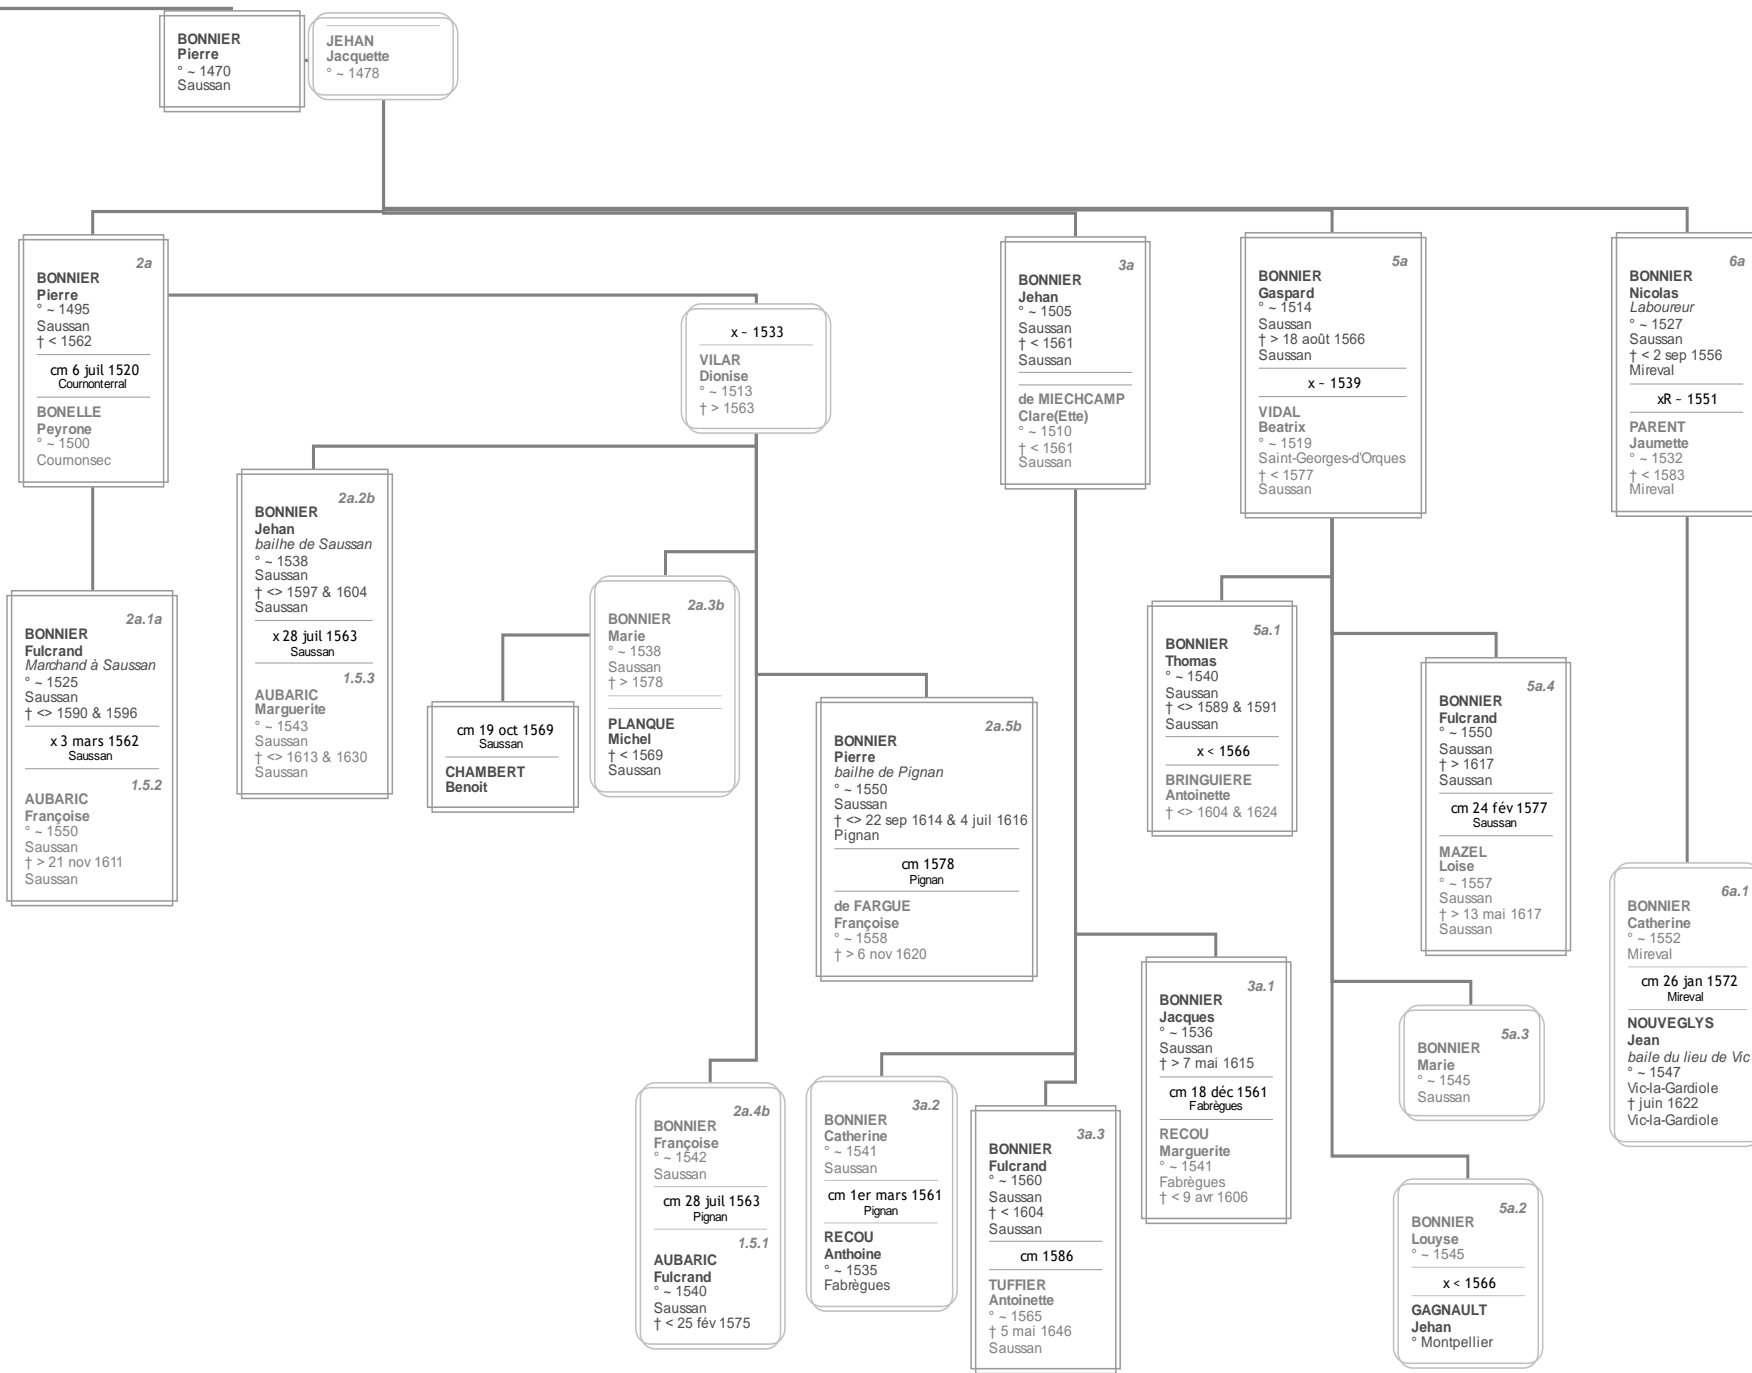 BONNIER
Pierre
° ~ 1470
Saussan
JEHAN
Jacquette
° ~ 1478
2a
BONNIER
Pierre
° ~ 1495
Saussan
† < 1562
cm 6 juil 1520
Cournonterral
BONELLE
Peyrone
° ~ 1500
Cournonsec
x ~ 1533
VILAR
Dionise
° ~ 1513
† > 1563
3a
BONNIER
Jehan
° ~ 1505
Saussan
† < 1561
Saussan
de MIECHCAMP
Clare(Ette)
° ~ 1510
† < 1561
Saussan
5a
BONNIER
Gaspard
° ~ 1514
Saussan
† > 18 août 1566
Saussan
x ~ 1539
VIDAL
Beatrix
° ~ 1519
Saint-Georges-d'Orques
† < 1577
Saussan
6a
BONNIER
Nicolas
Laboureur
° ~ 1527
Saussan
† < 2 sep 1556
Mireval
xR ~ 1551
PARENT
Jaumette
° ~ 1532
† < 1583
Mireval
2a.1a
BONNIER
Fulcrand
Marchand à Saussan
° ~ 1525
Saussan
† <> 1590 & 1596
x 3 mars 1562
Saussan
1.5.2
AUBARIC
Françoise
° ~ 1550
Saussan
† > 21 nov 1611
Saussan
2a.2b
BONNIER
Jehan
bailhe de Saussan
° ~ 1538
Saussan
† <> 1597 & 1604
Saussan
x 28 juil 1563
Saussan
1.5.3
AUBARIC
Marguerite
° ~ 1543
Saussan
† <> 1613 & 1630
Saussan
cm 19 oct 1569
Saussan
CHAMBERT
Benoit
2a.3b
BONNIER
Marie
° ~ 1538
Saussan
† > 1578
PLANQUE
Michel
† < 1569
Saussan
2a.5b
BONNIER
Pierre
bailhe de Pignan
° ~ 1550
Saussan
† <> 22 sep 1614 & 4 juil 1616
Pignan
cm 1578
Pignan
de FARGUE
Françoise
° ~ 1558
† > 6 nov 1620
5a.1
BONNIER
Thomas
° ~ 1540
Saussan
† <> 1589 & 1591
Saussan
x < 1566
BRINGUIERE
Antoinette
† <> 1604 & 1624
5a.4
BONNIER
Fulcrand
° ~ 1550
Saussan
† > 1617
Saussan
cm 24 fév 1577
Saussan
MAZEL
Loise
° ~ 1557
Saussan
† > 13 mai 1617
Saussan
6a.1
BONNIER
Catherine
° ~ 1552
Mireval
cm 26 jan 1572
Mireval
NOUVEGLYS
Jean
baile du lieu de Vic
° ~ 1547
Vic-la-Gardiole
† juin 1622
Vic-la-Gardiole
3a.1
BONNIER
Jacques
° ~ 1536
Saussan
† > 7 mai 1615
cm 18 déc 1561
Fabrègues
RECOU
Marguerite
° ~ 1541
Fabrègues
† < 9 avr 1606
5a.3
BONNIER
Marie
° ~ 1545
Saussan
2a.4b
BONNIER
Françoise
° ~ 1542
Saussan
cm 28 juil 1563
Pignan
1.5.1
AUBARIC
Fulcrand
° ~ 1540
Saussan
† < 25 fév 1575
3a.2
BONNIER
Catherine
° ~ 1541
Saussan
cm 1er mars 1561
Pignan
RECOU
Anthoine
° ~ 1535
Fabrègues
3a.3
BONNIER
Fulcrand
° ~ 1560
Saussan
† < 1604
Saussan
cm 1586
TUFFIER
Antoinette
° ~ 1565
† 5 mai 1646
Saussan
5a.2
BONNIER
Louyse
° ~ 1545
x < 1566
GAGNAULT
Jehan
° Montpellier